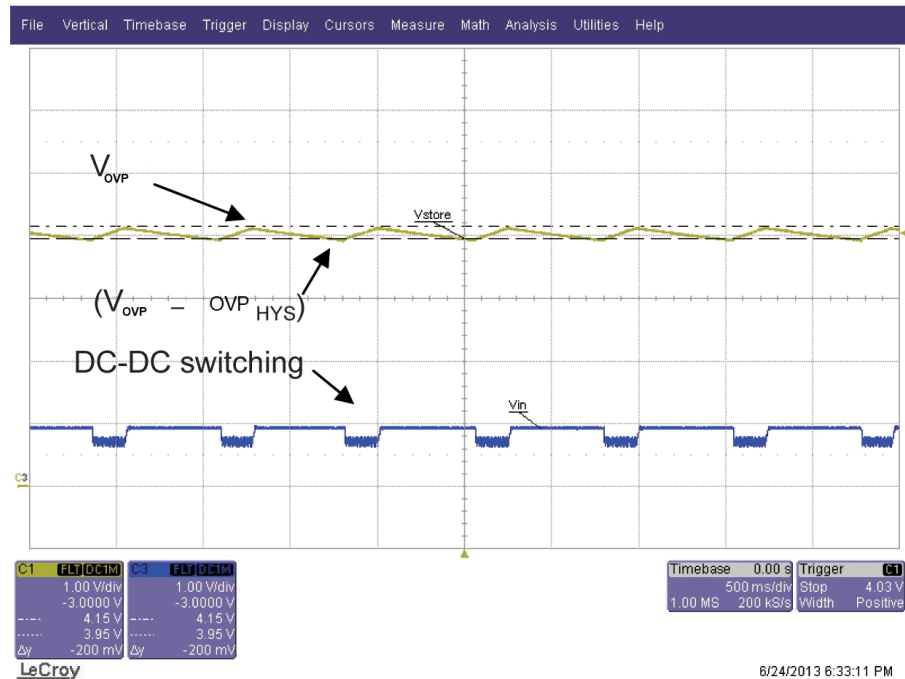 File Vertical Timebase Trigger Display Cursors Measure Math Analysis Utilities Help
VOVP
Vstore
(VOVP – OVP HYS)
DC-DC switching
Vin
C3
C1 FLT DC1M
1.00 V/div
-3.0000 V
4.15 V
3.95 V
Δy -200 mV
C3 FLT DC1M
1.00 V/div
-3.0000 V
4.15 V
3.95 V
Δy -200 mV
Timebase 0.00 s
500 ms/div
1.00 MS 200 kS/s
Trigger C1
Stop 4.03 V
Width Positive
LeCroy
6/24/2013 6:33:11 PM